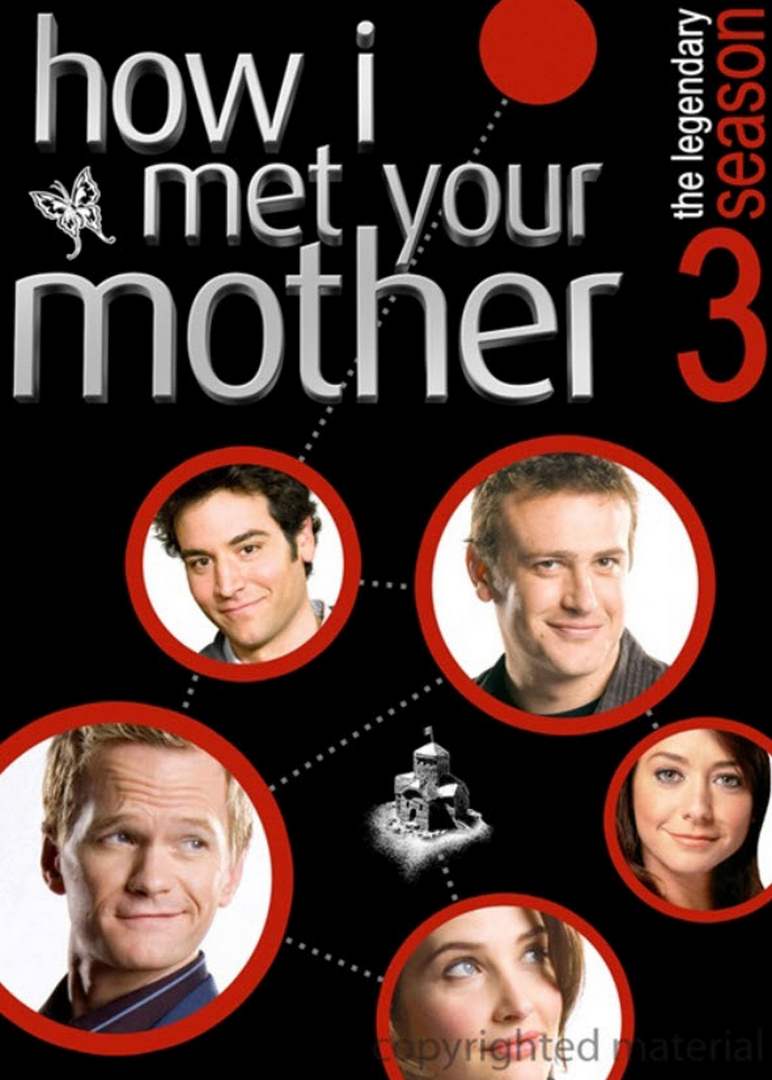 how i
met your
mother
the legendary
season
3
copyrighted material